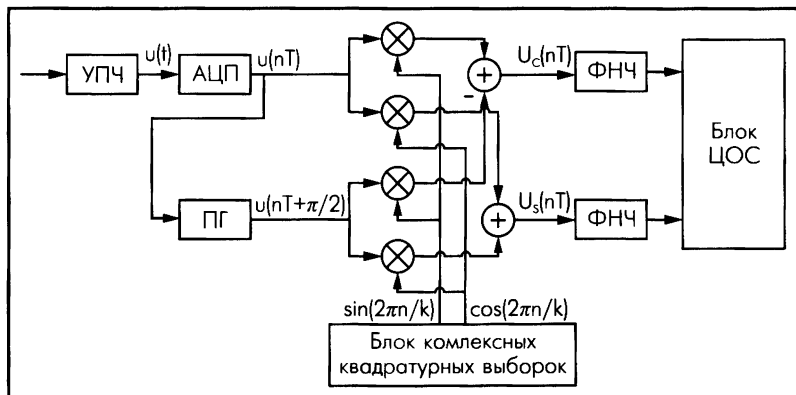 УПЧ
u(t)
АЦП
u(nT)
ПГ
u(nT+π/2)
+
−
+
U_c(nT)
ФНЧ
U_s(nT)
ФНЧ
Блок
ЦОС
sin(2πn/k)
cos(2πn/k)
Блок комлексных
квадратурных выборок